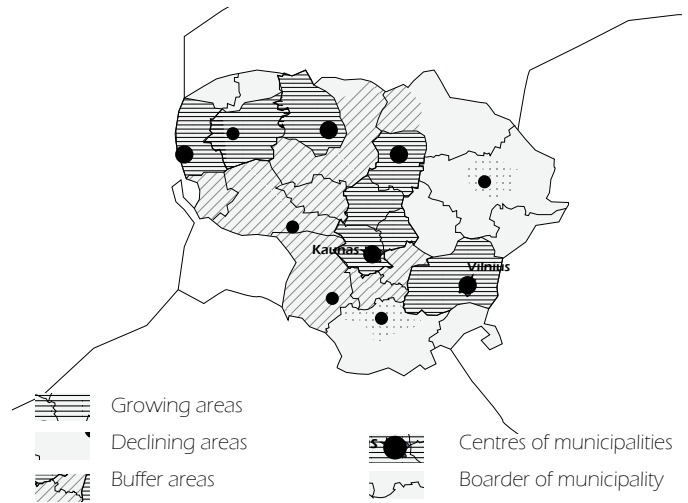 Kaunas
Vilnius
Growing areas
Declining areas
Buffer areas
s
Centres of municipalities
Boarder of municipality